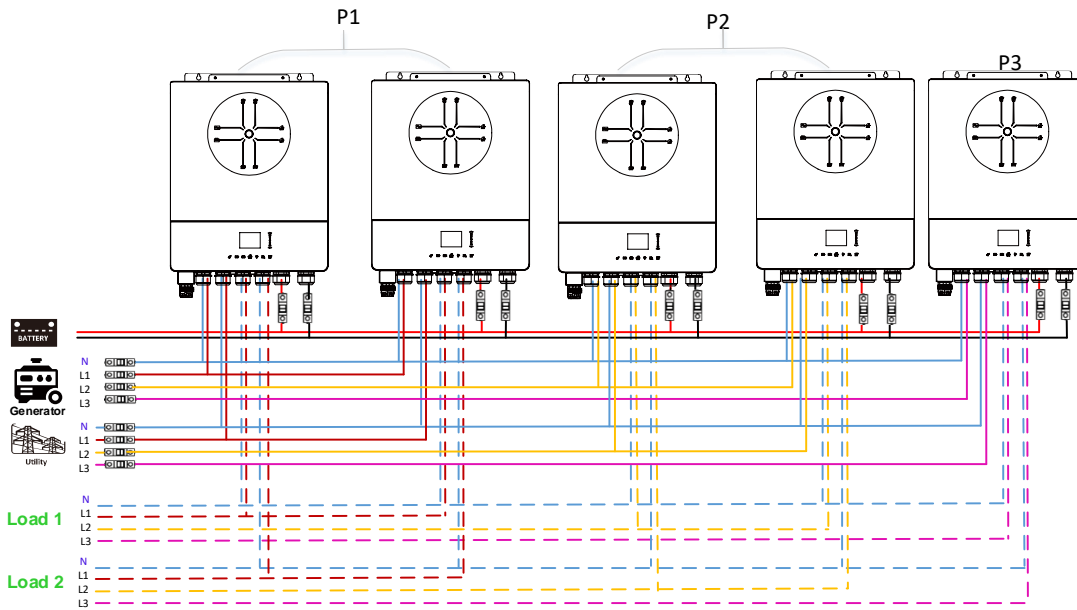 P1
P2
P3
BATTERY
N
L1
L2
L3
Generator
N
L1
L2
L3
Utility
N
L1
L2
L3
Load 1
N
L1
L2
L3
Load 2